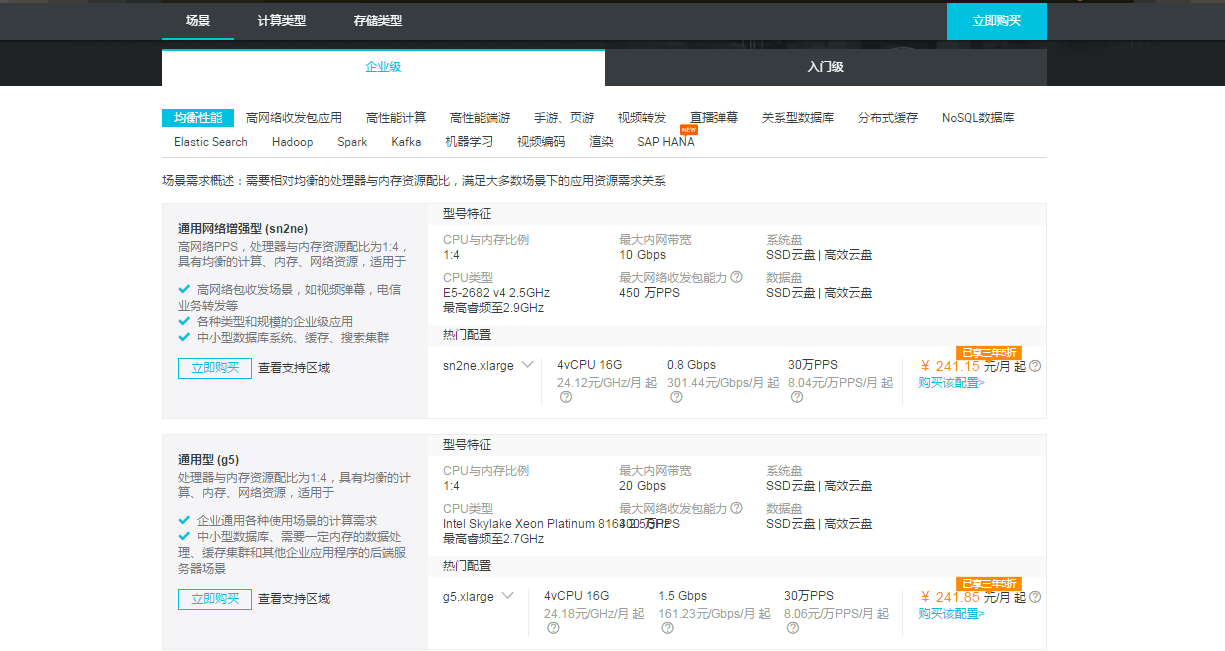 场景 计算类型 存储类型 立即购买
企业级 入门级
均衡性能 高网络收发包应用 高性能计算 高性能端游 手游、页游 视频转发 直播弹幕 关系型数据库 分布式缓存 NoSQL数据库
NEW
Elastic Search Hadoop Spark Kafka 机器学习 视频编码 渲染 SAP HANA
场景需求概述：需要相对均衡的处理器与内存资源配比，满足大多数场景下的应用资源需求关系
通用网络增强型 (sn2ne)
高网络PPS，处理器与内存资源配比为1:4，
具有均衡的计算、内存、网络资源，适用于
高网络包收发场景，如视频弹幕，电信
业务转发等
各种类型和规模的企业级应用
中小型数据库系统、缓存、搜索集群
立即购买 查看支持区域
型号特征
CPU与内存比例 最大内网带宽 系统盘
1:4 10 Gbps SSD云盘 | 高效云盘
CPU类型 最大网络收发包能力 ? 数据盘
E5-2682 v4 2.5GHz 450 万PPS SSD云盘 | 高效云盘
最高睿频至2.9GHz
热门配置
已享三年5折
sn2ne.xlarge 4vCPU 16G 0.8 Gbps 30万PPS ¥ 241.15 元/月 起 ?
24.12元/GHz/月 起 301.44元/Gbps/月 起 8.04元/万PPS/月 起 购买该配置>
? ? ?
通用型 (g5)
处理器与内存资源配比为1:4，具有均衡的计
算、内存、网络资源，适用于
企业通用各种使用场景的计算需求
中小型数据库、需要一定内存的数据处
理、缓存集群和其他企业应用程序的后端服
务器场景
立即购买 查看支持区域
型号特征
CPU与内存比例 最大内网带宽 系统盘
1:4 20 Gbps SSD云盘 | 高效云盘
CPU类型 最大网络收发包能力 ? 数据盘
Intel Skylake Xeon Platinum SSD云盘 | 高效云盘
最高睿频至2.7GHz
热门配置
已享三年5折
g5.xlarge 4vCPU 16G 1.5 Gbps 30万PPS ¥ 241.85 元/月 起 ?
24.18元/GHz/月 起 161.23元/Gbps/月 起 8.06元/万PPS/月 起 购买该配置>
? ? ?